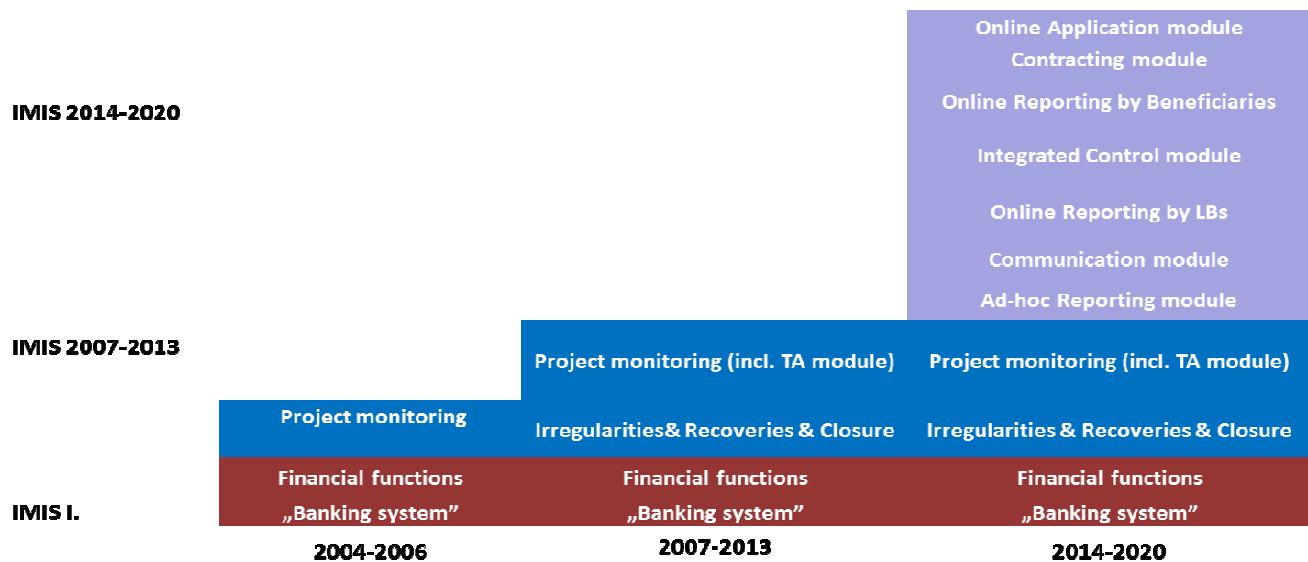 Online Application module
Contracting module
IMIS 2014-2020
Online Reporting by Beneficiaries
Integrated Control module
Online Reporting by LBs
Communication module
Ad-hoc Reporting module
IMIS 2007-2013
Project monitoring (incl. TA module)
Project monitoring (incl. TA module)
Project monitoring
Irregularities& Recoveries & Closure
Irregularities & Recoveries & Closure
Financial functions
Financial functions
Financial functions
IMIS I.
„Banking system”
„Banking system”
„Banking system”
2004-2006
2007-2013
2014-2020